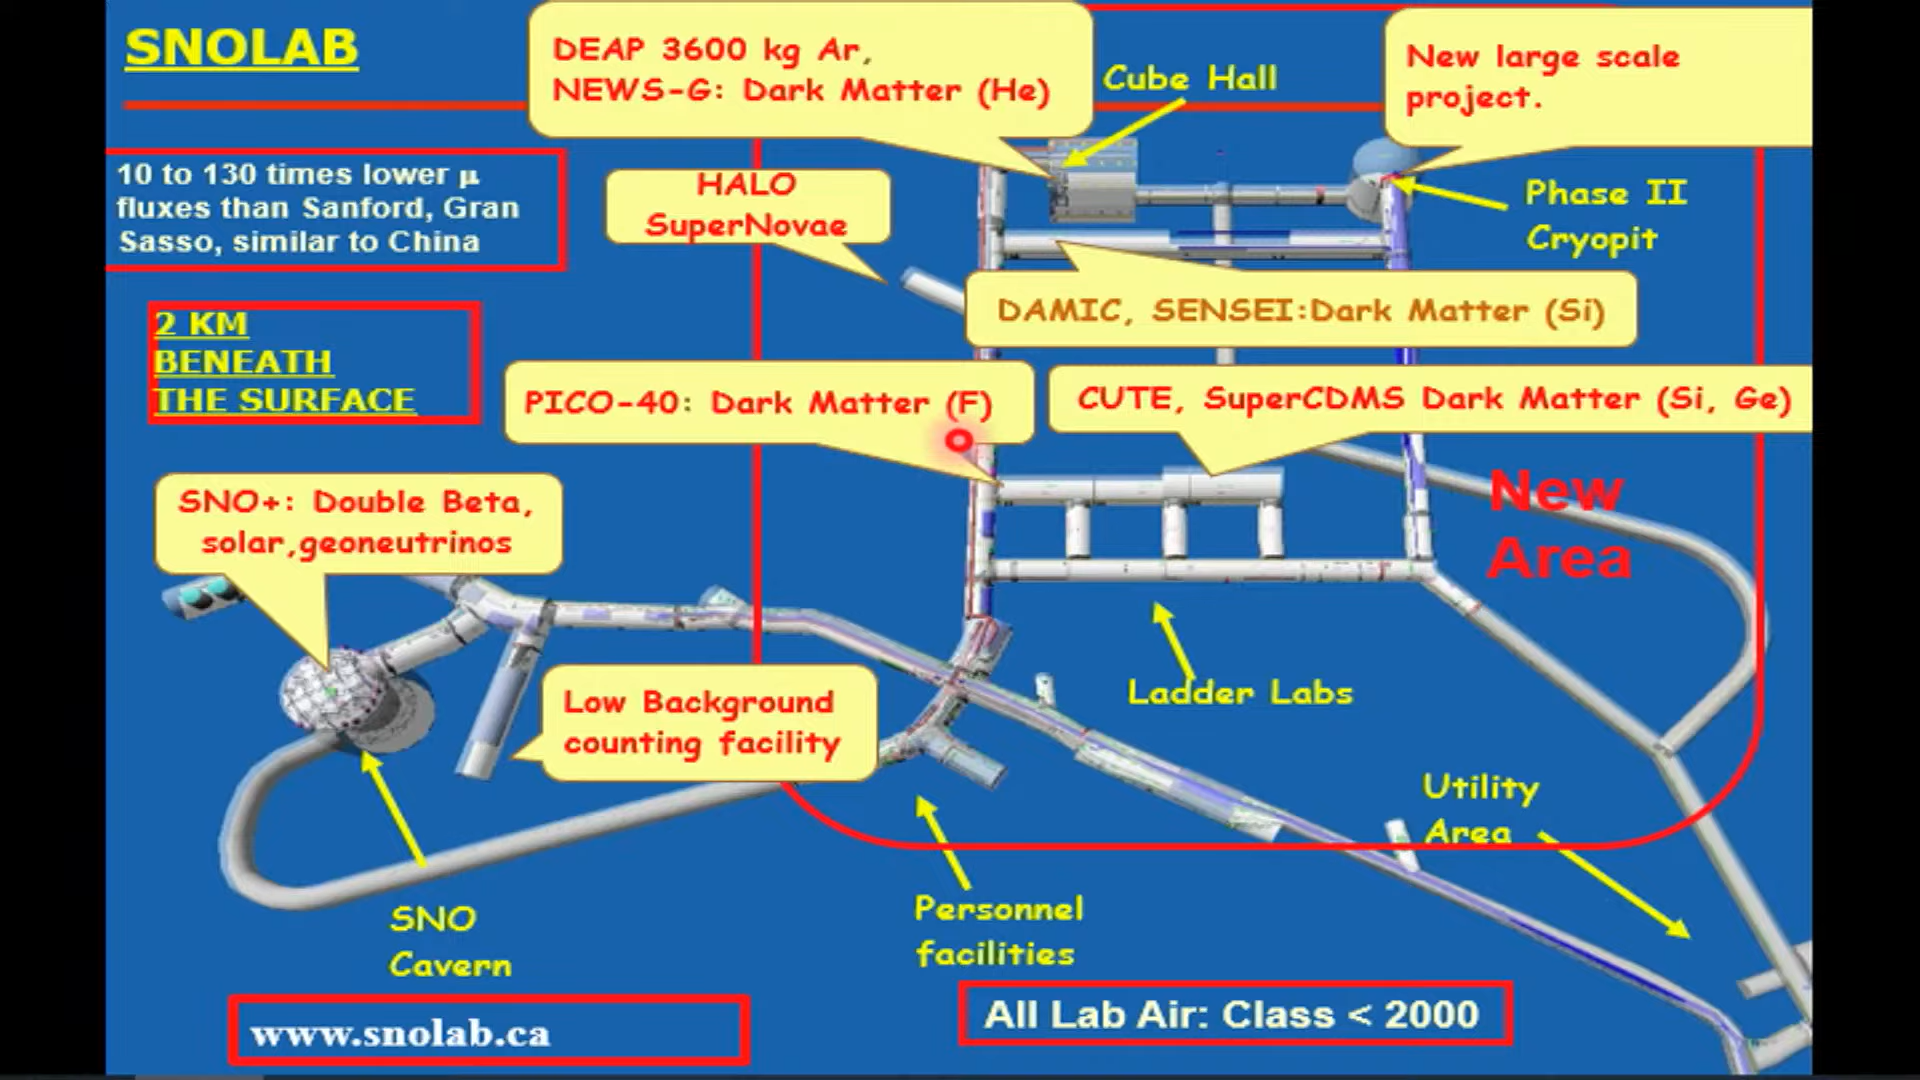 SNOLAB
DEAP 3600 kg Ar,
NEWS-G: Dark Matter (He)
Cube Hall
New large scale
project.
10 to 130 times lower μ
fluxes than Sanford, Gran
Sasso, similar to China
HALO
SuperNovae
Phase II
Cryopit
2 KM
BENEATH
THE SURFACE
DAMIC, SENSEI:Dark Matter (Si)
PICO-40: Dark Matter (F)
CUTE, SuperCDMS Dark Matter (Si, Ge)
SNO+: Double Beta,
solar,geoneutrinos
New
Area
Low Background
counting facility
Ladder Labs
Utility
Area
SNO
Cavern
Personnel
facilities
www.snolab.ca
All Lab Air: Class < 2000